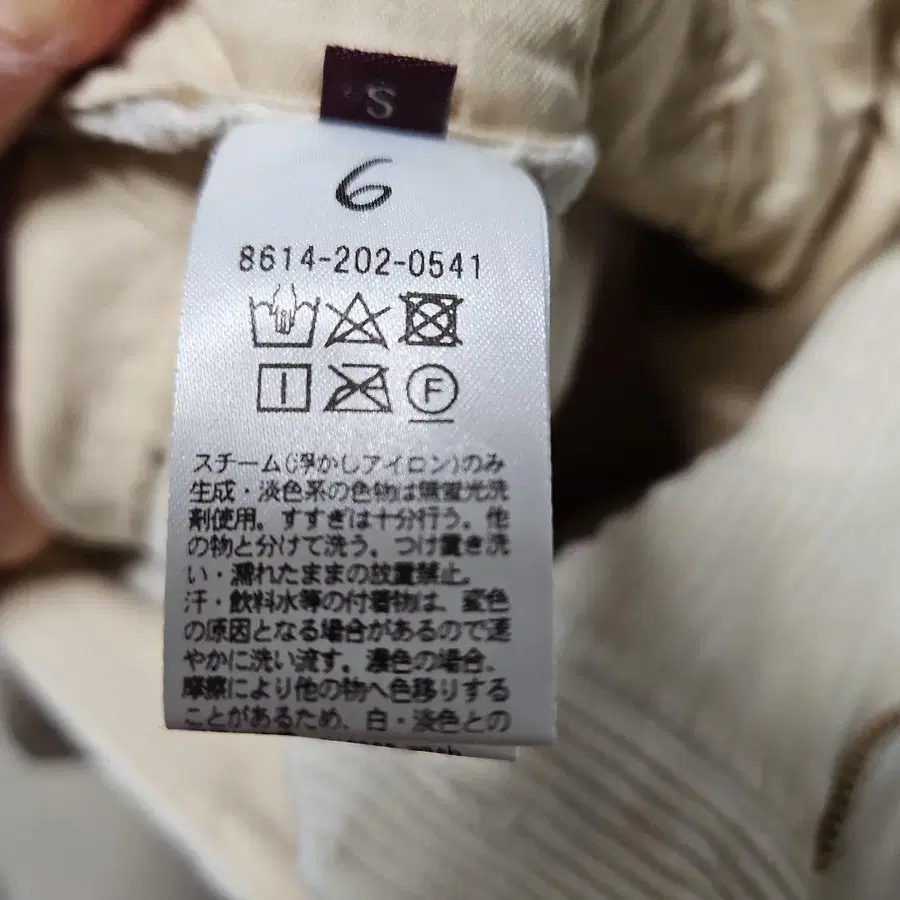 S
6
8614-202-0541
F
スチーム(浮かしアイロン)のみ
生成・淡色系の色物は無蛍光洗
剤使用。すすぎは十分行う。他
の物と分けて洗う。つけ置き洗
い・濡れたままの放置禁止。
汗・飲料水等の付着物は、変色
の原因となる場合があるので速
やかに洗い流す。濃色の場合、
摩擦により他の物へ色移りする
ことがあるため、白・淡色との